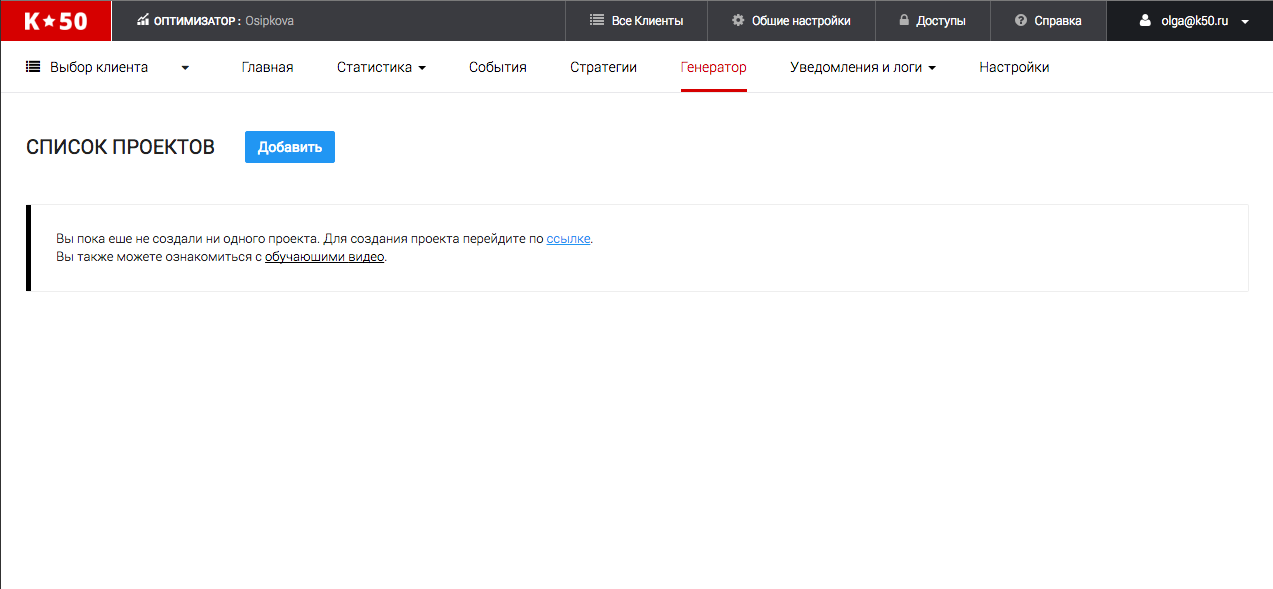 K★50 ОПТИМИЗАТОР : Osipkova Все Клиенты Общие настройки Доступы Справка olga@k50.ru
Выбор клиента Главная Статистика События Стратегии Генератор Уведомления и логи Настройки
СПИСОК ПРОЕКТОВ Добавить
Вы пока еше не создали ни одного проекта. Для создания проекта перейдите по ссылке.
Вы также можете ознакомиться с обучаюшими видео.